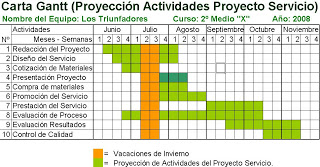 Carta Gantt (Proyección Actividades Proyecto Servicio)
Nombre del Equipo: Los Triunfadores Curso: 2º Medio "X" Año: 2008
Actividades Junio Julio Agosto Septiembre Octubre Noviembre
Nº Meses - Semanas 1 2 3 4 1 2 3 4 1 2 3 4 1 2 3 4 1 2 3 4 1 2 3 4
1 Redacción del Proyecto
2 Diseño del Servicio
3 Cotización de Materiales
4 Presentación Proyecto
5 Compra de materiales
6 Promoción del Servicio
7 Prestación del Servicio
8 Evaluación de Proceso
9 Evaluación Resultados
10 Control de Calidad
= Vacaciones de Invierno
= Proyección de Actividades del Proyecto Servicio.